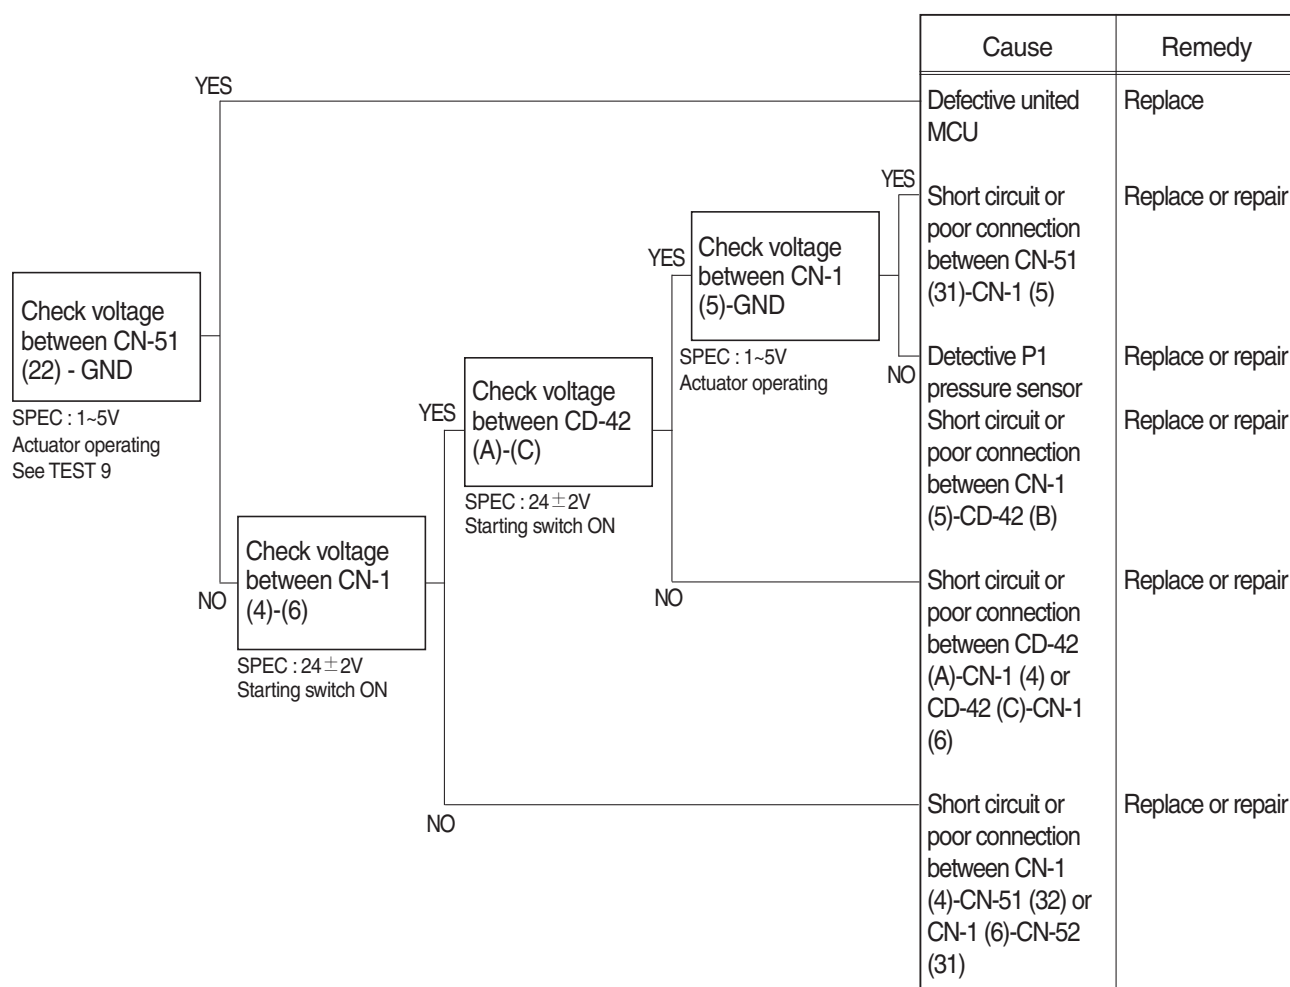 Cause
Remedy
YES
Defective united
MCU
Replace
YES
Short circuit or
poor connection
between CN-51
(31)-CN-1 (5)
Replace or repair
YES
Check voltage
between CN-1
(5)-GND
SPEC : 1~5V
Actuator operating
NO
Detective P1
pressure sensor
Replace or repair
Short circuit or
poor connection
between CN-1
(5)-CD-42 (B)
Replace or repair
Check voltage
between CN-51
(22) - GND
SPEC : 1~5V
Actuator operating
See TEST 9
YES
Check voltage
between CD-42
(A)-(C)
SPEC : 24±2V
Starting switch ON
NO
Short circuit or
poor connection
between CD-42
(A)-CN-1 (4) or
CD-42 (C)-CN-1
(6)
Replace or repair
NO
Check voltage
between CN-1
(4)-(6)
SPEC : 24±2V
Starting switch ON
NO
Short circuit or
poor connection
between CN-1
(4)-CN-51 (32) or
CN-1 (6)-CN-52
(31)
Replace or repair